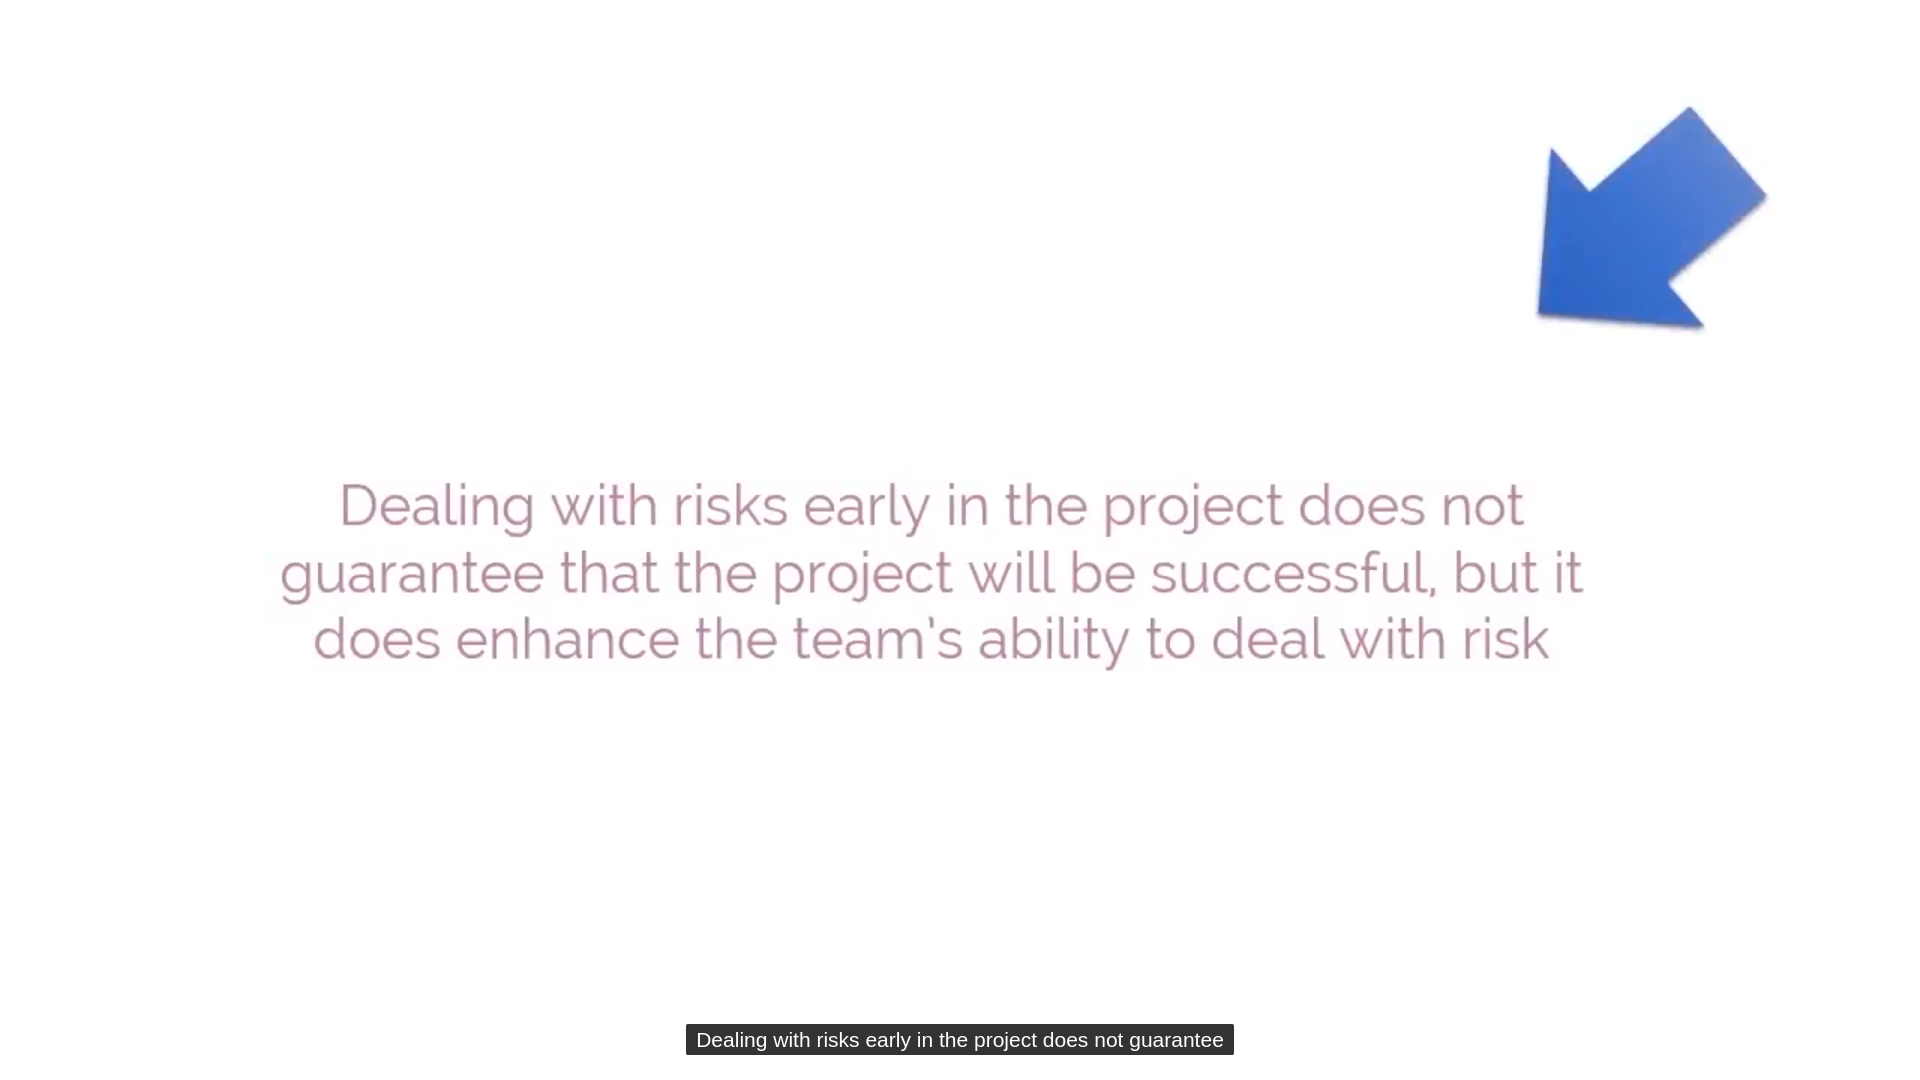 Dealing with risks early in the project does not
guarantee that the project will be successful, but it
does enhance the team's ability to deal with risk
Dealing with risks early in the project does not guarantee